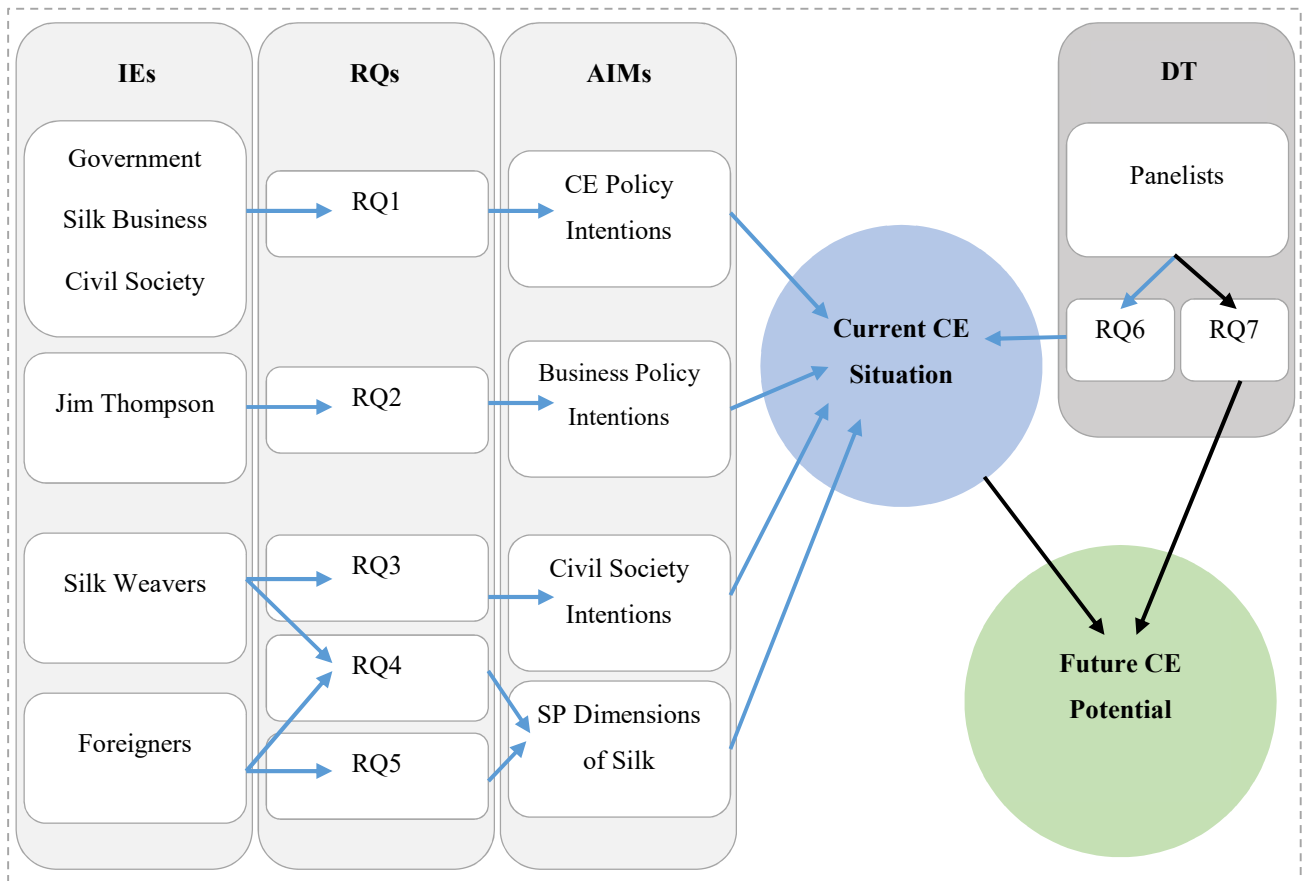 IEs
Government
Silk Business
Civil Society
Jim Thompson
Silk Weavers
Foreigners
RQs
RQ1
RQ2
RQ3
RQ4
RQ5
AIMs
CE Policy
Intentions
Business Policy
Intentions
Civil Society
Intentions
SP Dimensions
of Silk
Current CE
Situation
DT
Panelists
RQ6
RQ7
Future CE
Potential